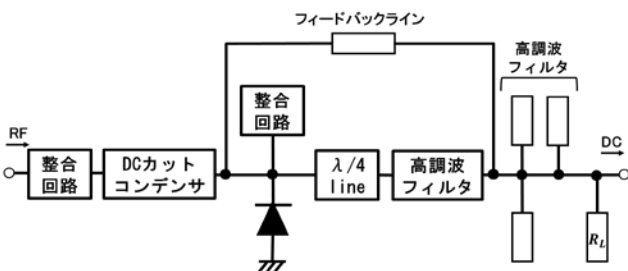 フィードバックライン
高調波
フィルタ
整合
回路
RF
DC
整合
回路
DCカット
コンデンサ
λ/4
line
高調波
フィルタ
R_L